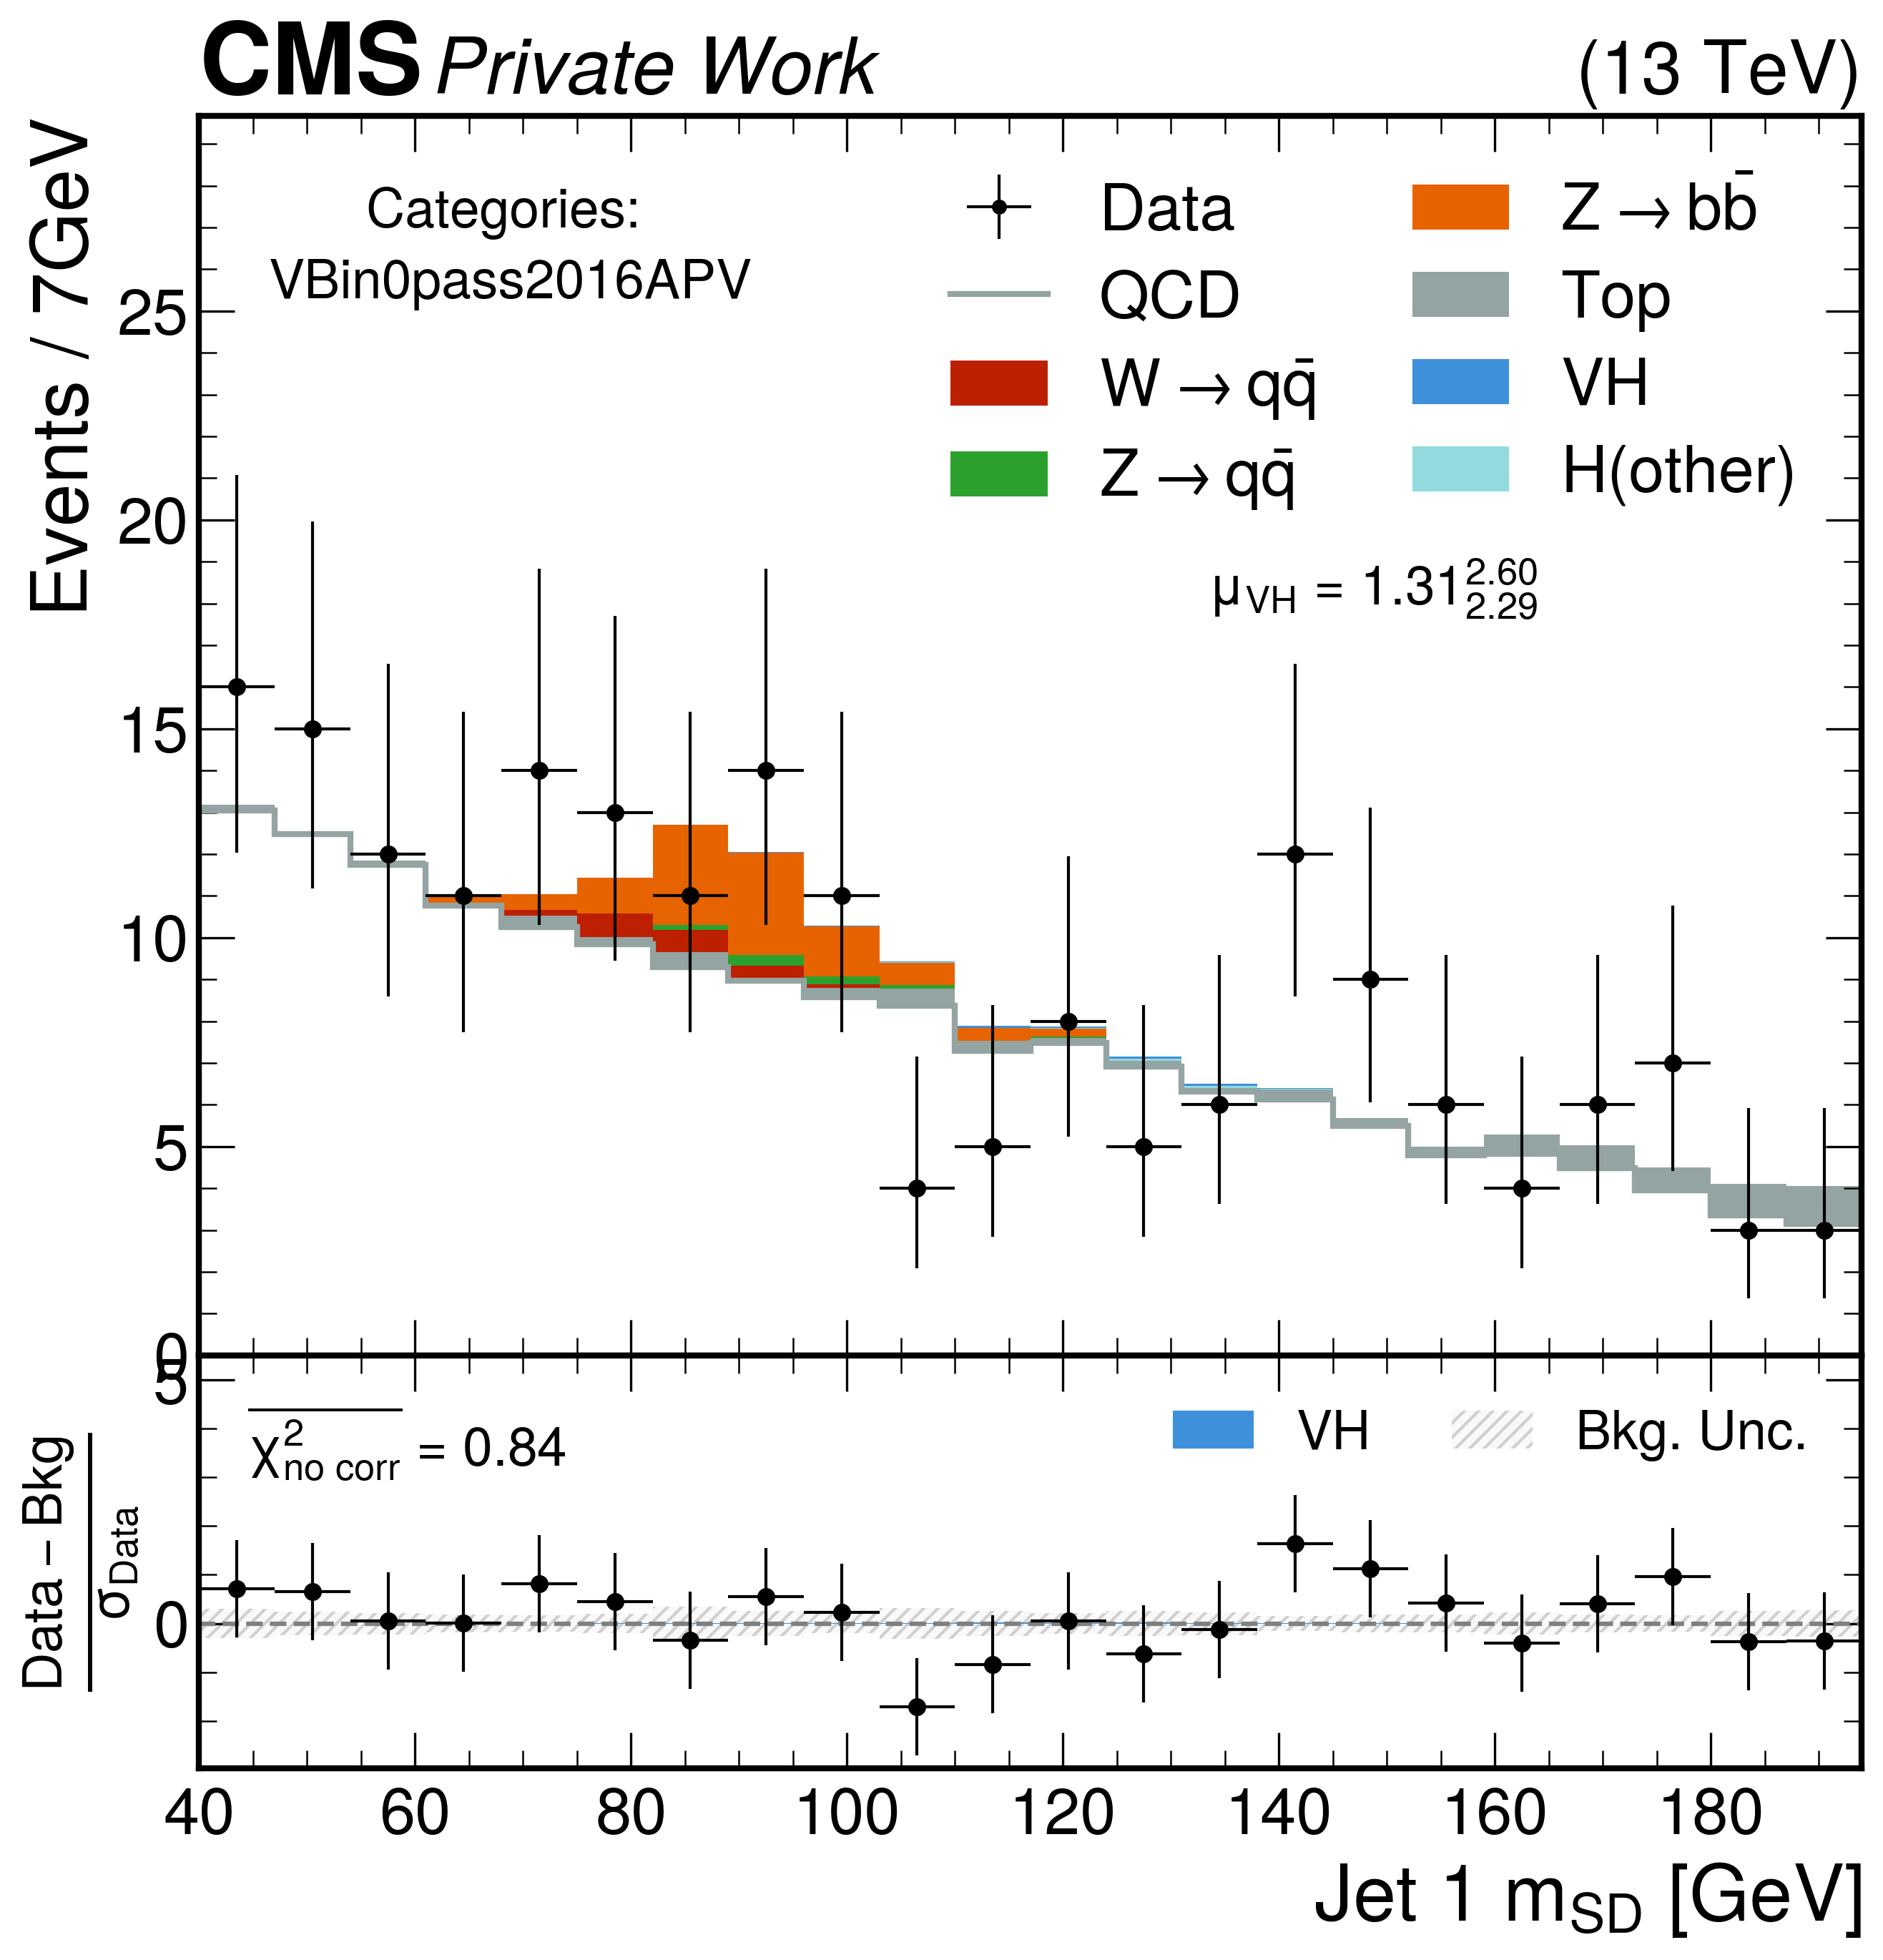 CMS Private Work (13 TeV)
Events / 7GeV
Categories:
VBin0pass2016APV
Data
QCD
W → qq̄
Z → qq̄
Z → bb̄
Top
VH
H(other)
μ_VH = 1.31^2.60_2.29
25
20
15
10
5
0
5
0
Data − Bkg
σ_Data
χ²_no corr = 0.84
VH
Bkg. Unc.
40 60 80 100 120 140 160 180
Jet 1 m_SD [GeV]